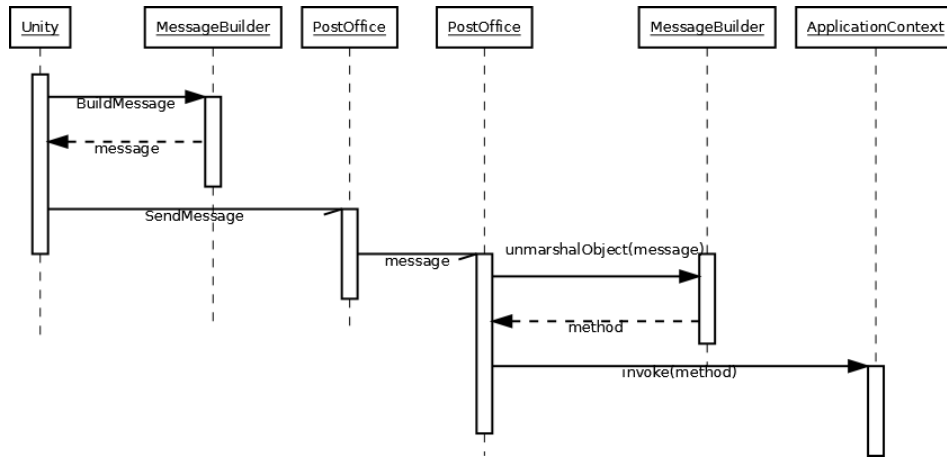 Unity
MessageBuilder
PostOffice
PostOffice
MessageBuilder
ApplicationContext
BuildMessage
message
SendMessage
message
unmarshalObject(message)
method
invoke(method)